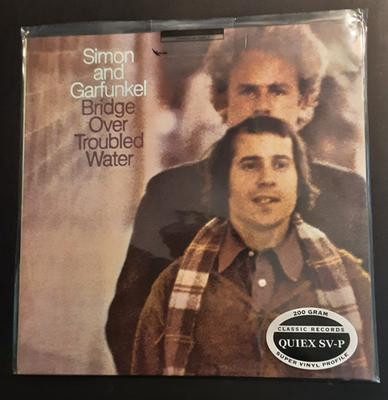 Simon
and
Garfunkel
Bridge
Over
Troubled
Water
200 GRAM
CLASSIC RECORDS
QUIEX SV-P
SUPER VINYL PROFILE